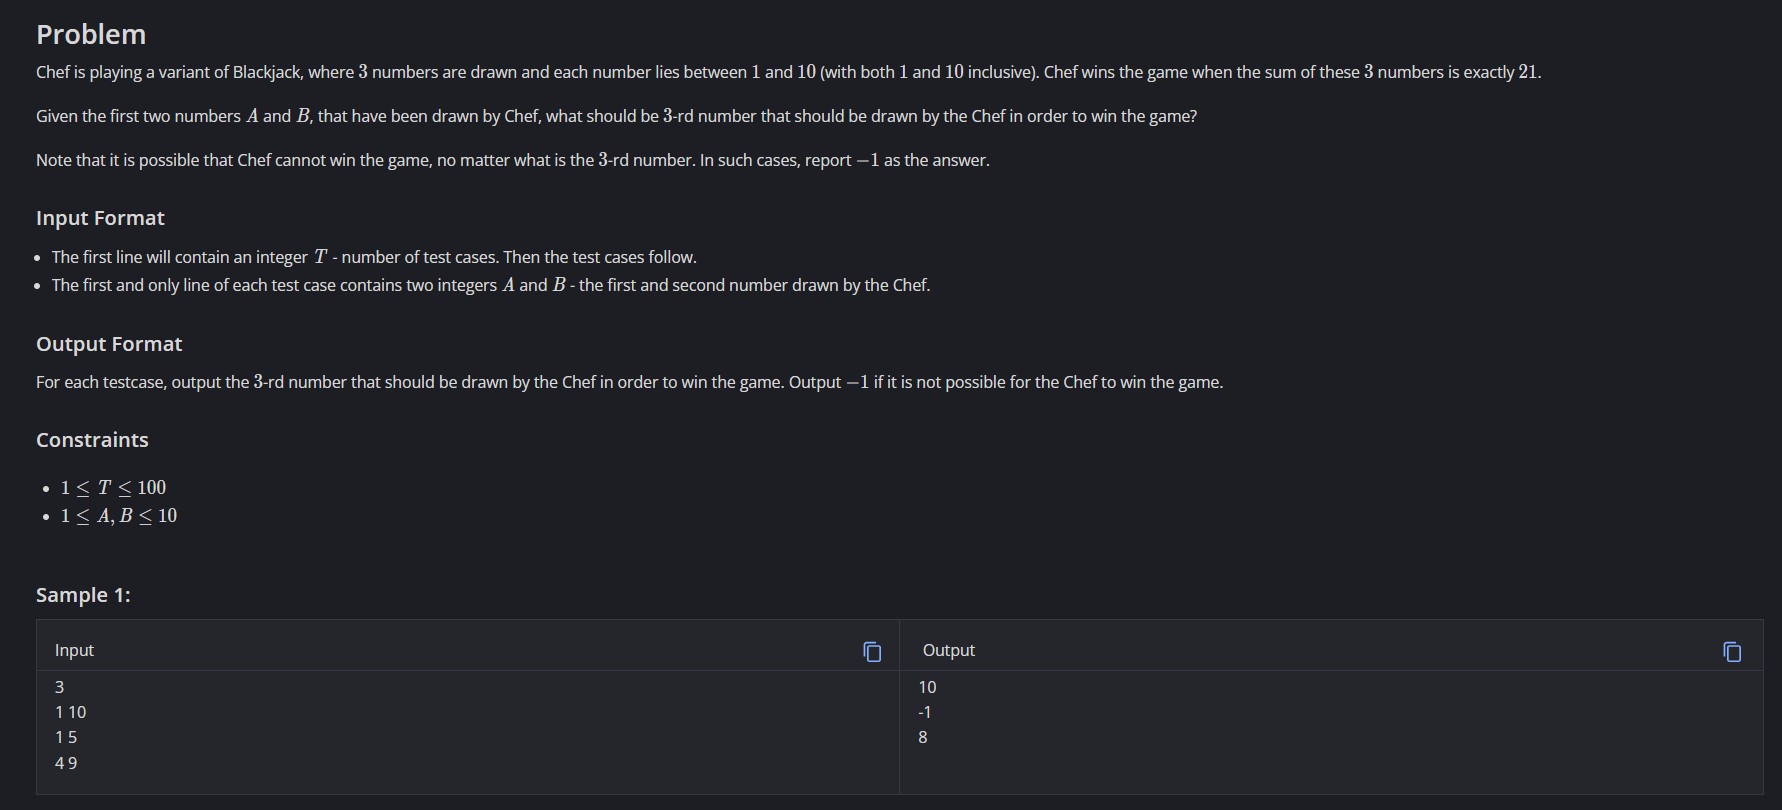 Problem
Chef is playing a variant of Blackjack, where 3 numbers are drawn and each number lies between 1 and 10 (with both 1 and 10 inclusive). Chef wins the game when the sum of these 3 numbers is exactly 21.
Given the first two numbers A and B, that have been drawn by Chef, what should be 3-rd number that should be drawn by the Chef in order to win the game?
Note that it is possible that Chef cannot win the game, no matter what is the 3-rd number. In such cases, report −1 as the answer.
Input Format
• The first line will contain an integer T - number of test cases. Then the test cases follow.
• The first and only line of each test case contains two integers A and B - the first and second number drawn by the Chef.
Output Format
For each testcase, output the 3-rd number that should be drawn by the Chef in order to win the game. Output −1 if it is not possible for the Chef to win the game.
Constraints
• 1 ≤ T ≤ 100
• 1 ≤ A, B ≤ 10
Sample 1:
Input
Output
3
1 10
1 5
4 9
10
-1
8